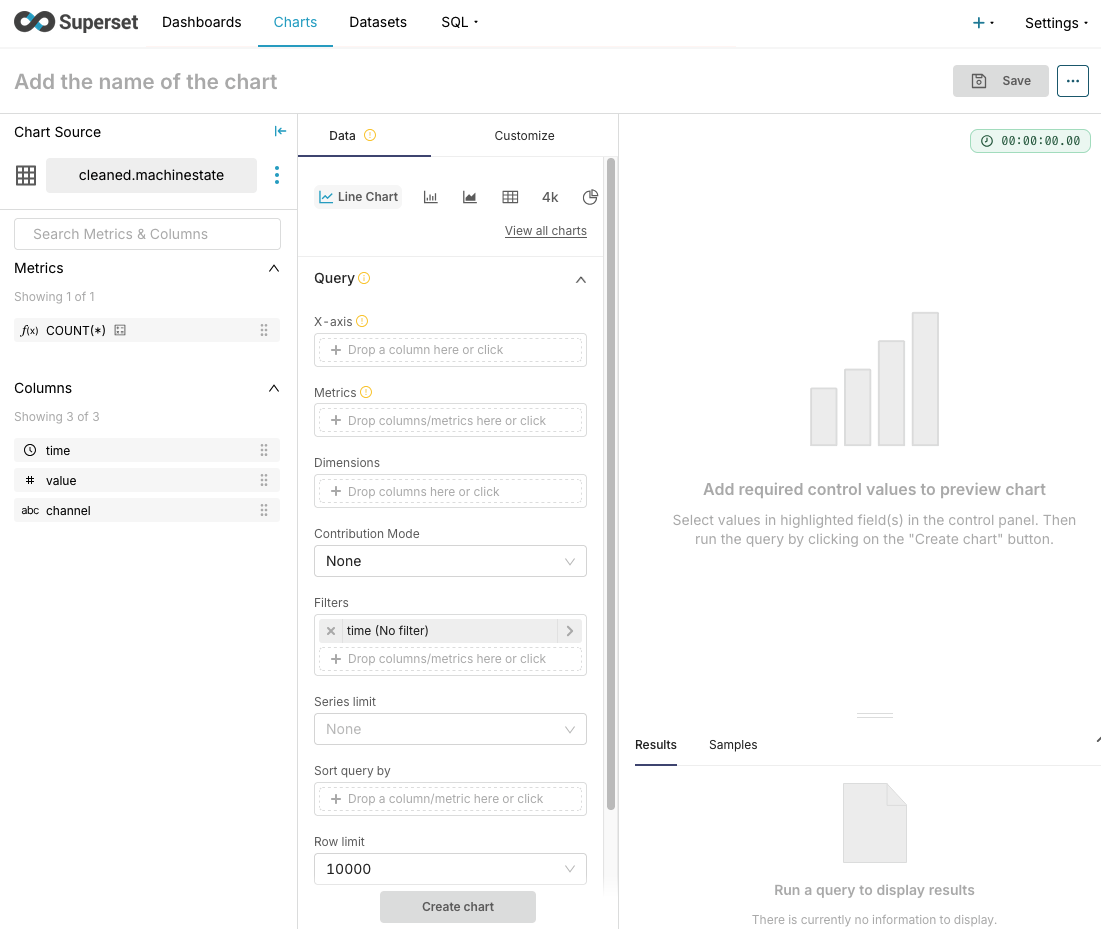 Superset Dashboards Charts Datasets SQL + Settings
Add the name of the chart Save ...
Chart Source
cleaned.machinestate
Search Metrics & Columns
Metrics
Showing 1 of 1
f(x) COUNT(*)
Columns
Showing 3 of 3
time
# value
abc channel
Data Customize
Line Chart 4k
View all charts
Query
X-axis
+ Drop a column here or click
Metrics
+ Drop columns/metrics here or click
Dimensions
+ Drop columns here or click
Contribution Mode
None
Filters
time (No filter)
+ Drop columns/metrics here or click
Series limit
None
Sort query by
+ Drop a column/metric here or click
Row limit
10000
Create chart
00:00:00.00
Add required control values to preview chart
Select values in highlighted field(s) in the control panel. Then
run the query by clicking on the "Create chart" button.
Results Samples
Run a query to display results
There is currently no information to display.